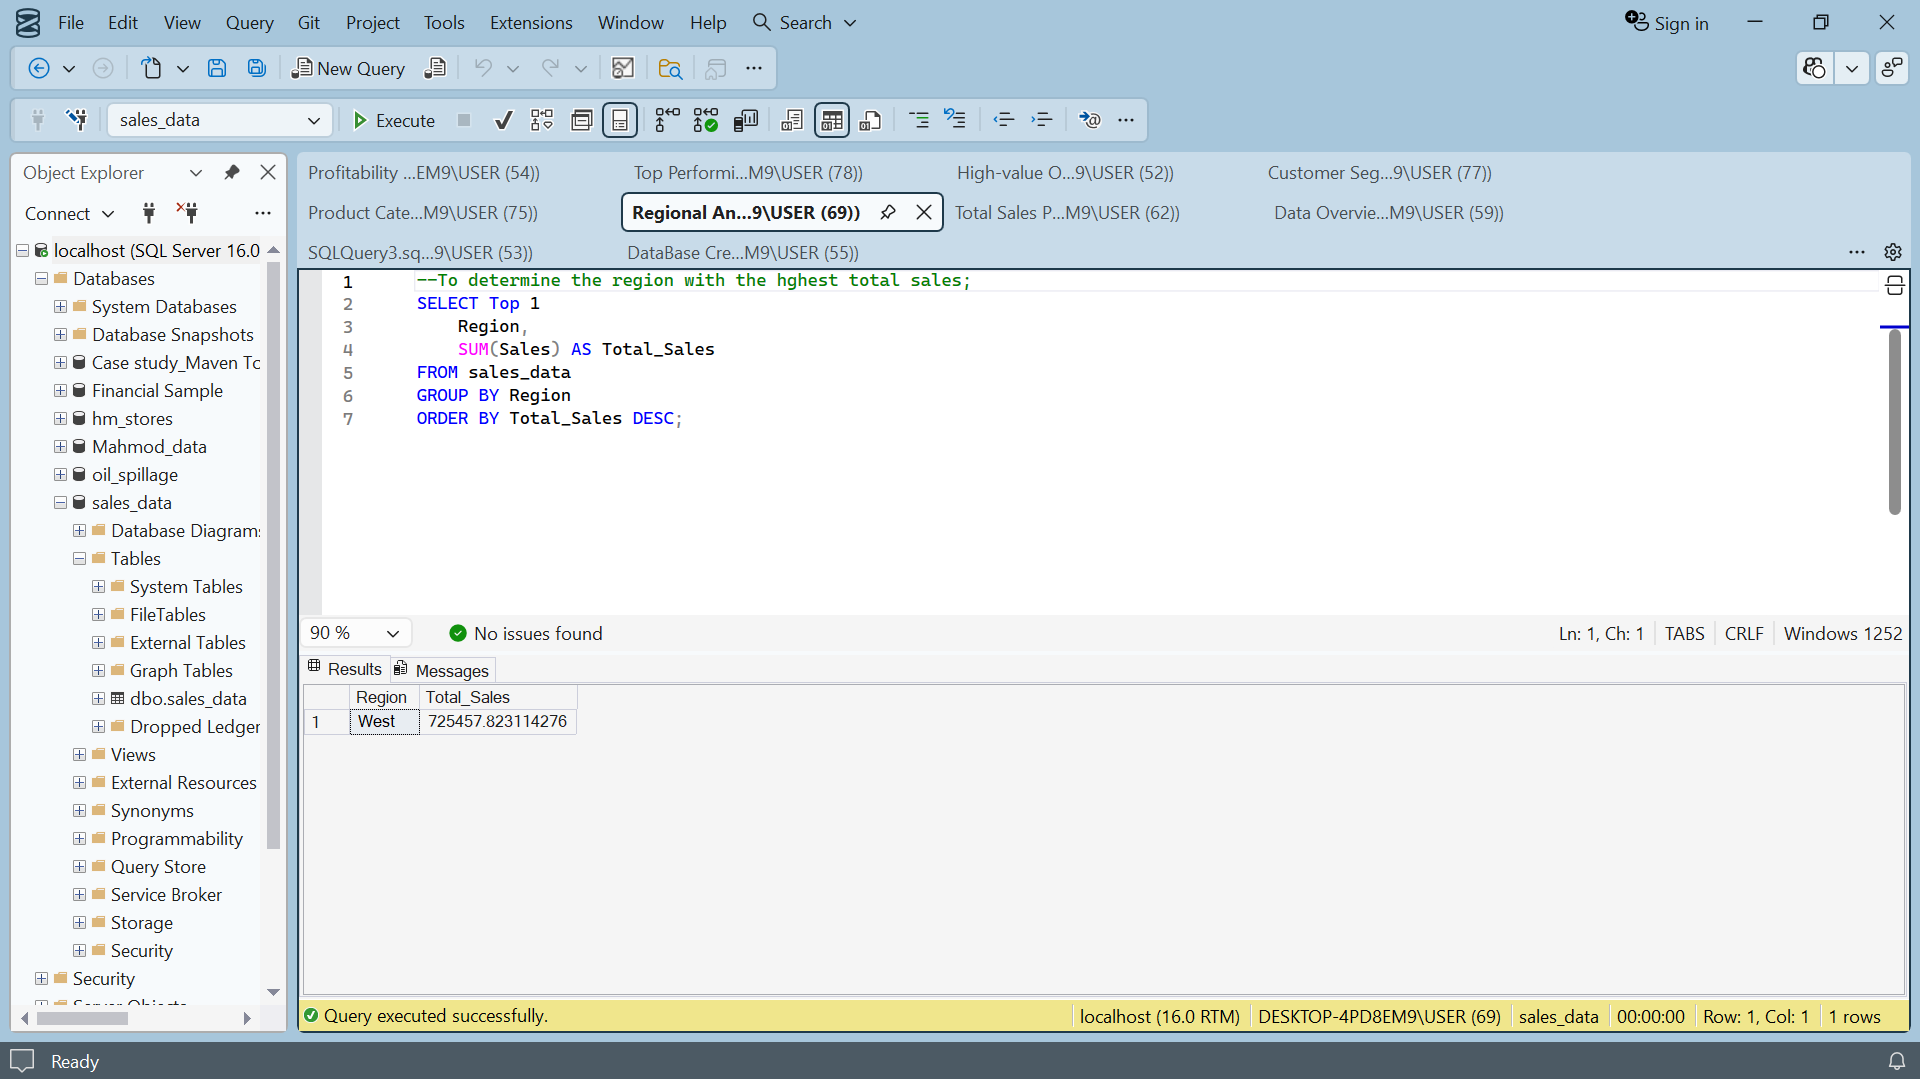 File Edit View Query Git Project Tools Extensions Window Help Search Sign in
New Query
sales_data Execute
Object Explorer
Connect
localhost (SQL Server 16.0
Databases
System Databases
Database Snapshots
Case study_Maven To
Financial Sample
hm_stores
Mahmod_data
oil_spillage
sales_data
Database Diagrams
Tables
System Tables
FileTables
External Tables
Graph Tables
dbo.sales_data
Dropped Ledger
Views
External Resources
Synonyms
Programmability
Query Store
Service Broker
Storage
Security
Security
Server Objects
Profitability ...EM9\USER (54)) Top Performi...M9\USER (78)) High-value O...9\USER (52)) Customer Seg...9\USER (77))
Product Cate...M9\USER (75)) Regional An...9\USER (69)) Total Sales P...M9\USER (62)) Data Overvie...M9\USER (59))
SQLQuery3.sq...9\USER (53)) DataBase Cre...M9\USER (55))
1 --To determine the region with the hghest total sales;
2 SELECT Top 1
3 Region,
4 SUM(Sales) AS Total_Sales
5 FROM sales_data
6 GROUP BY Region
7 ORDER BY Total_Sales DESC;
90 % No issues found Ln: 1, Ch: 1 TABS CRLF Windows 1252
Results Messages
Region Total_Sales
1 West 725457.823114276
Query executed successfully. localhost (16.0 RTM) DESKTOP-4PD8EM9\USER (69) sales_data 00:00:00 Row: 1, Col: 1 1 rows
Ready